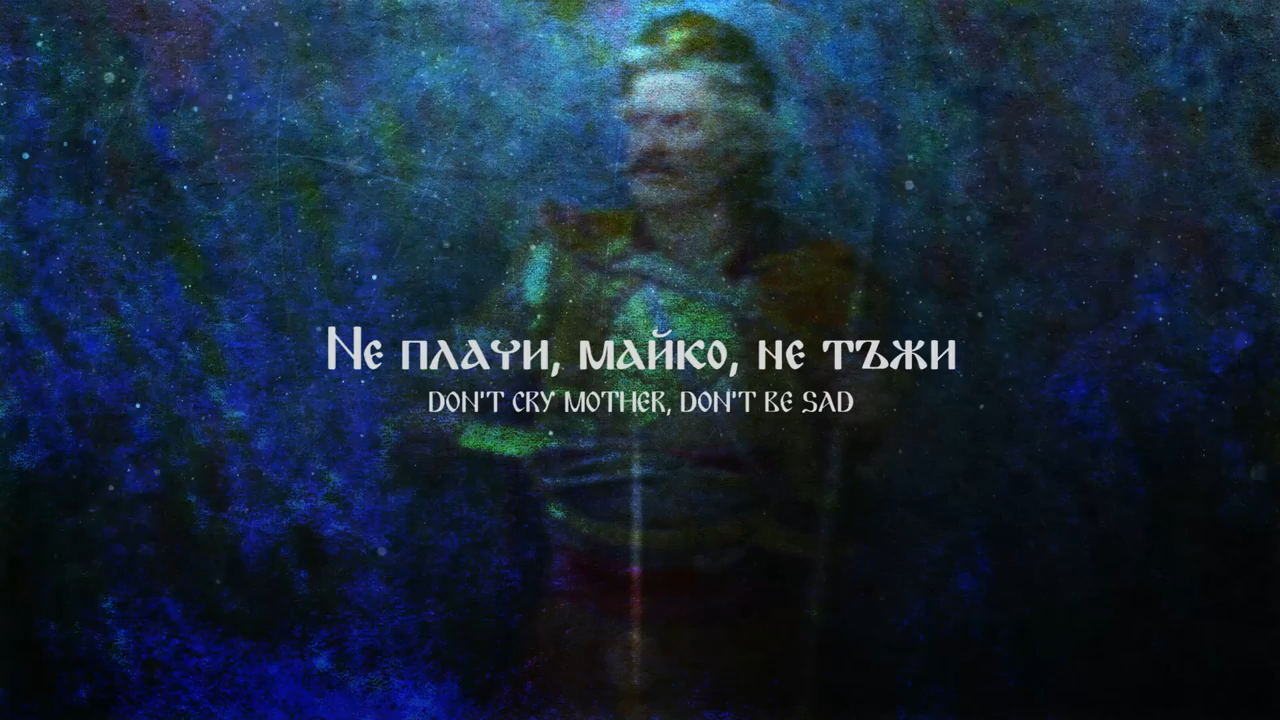 Не плачи, майко, не тъжи
DON'T CRY MOTHER, DON'T BE SAD